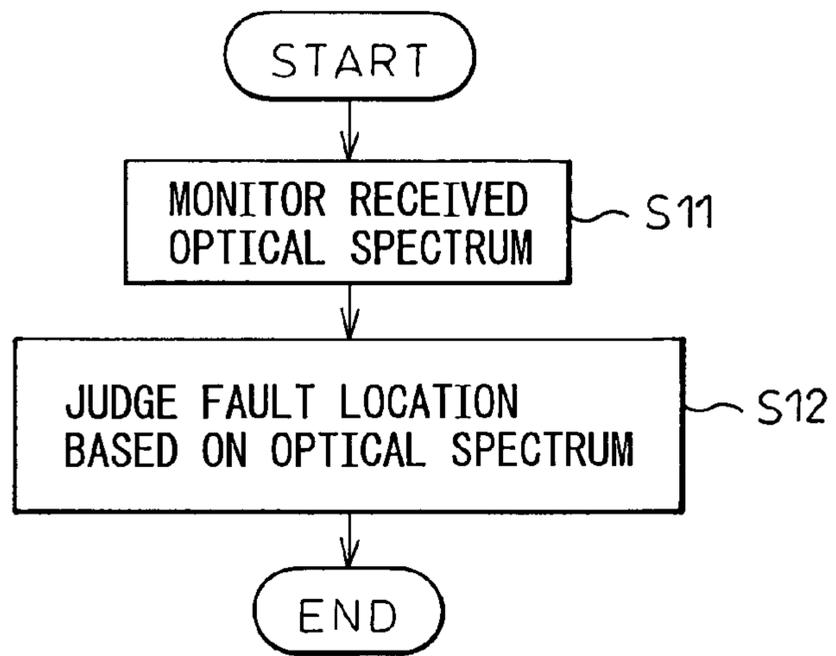 START
MONITOR RECEIVED
OPTICAL SPECTRUM
S11
JUDGE FAULT LOCATION
BASED ON OPTICAL SPECTRUM
S12
END